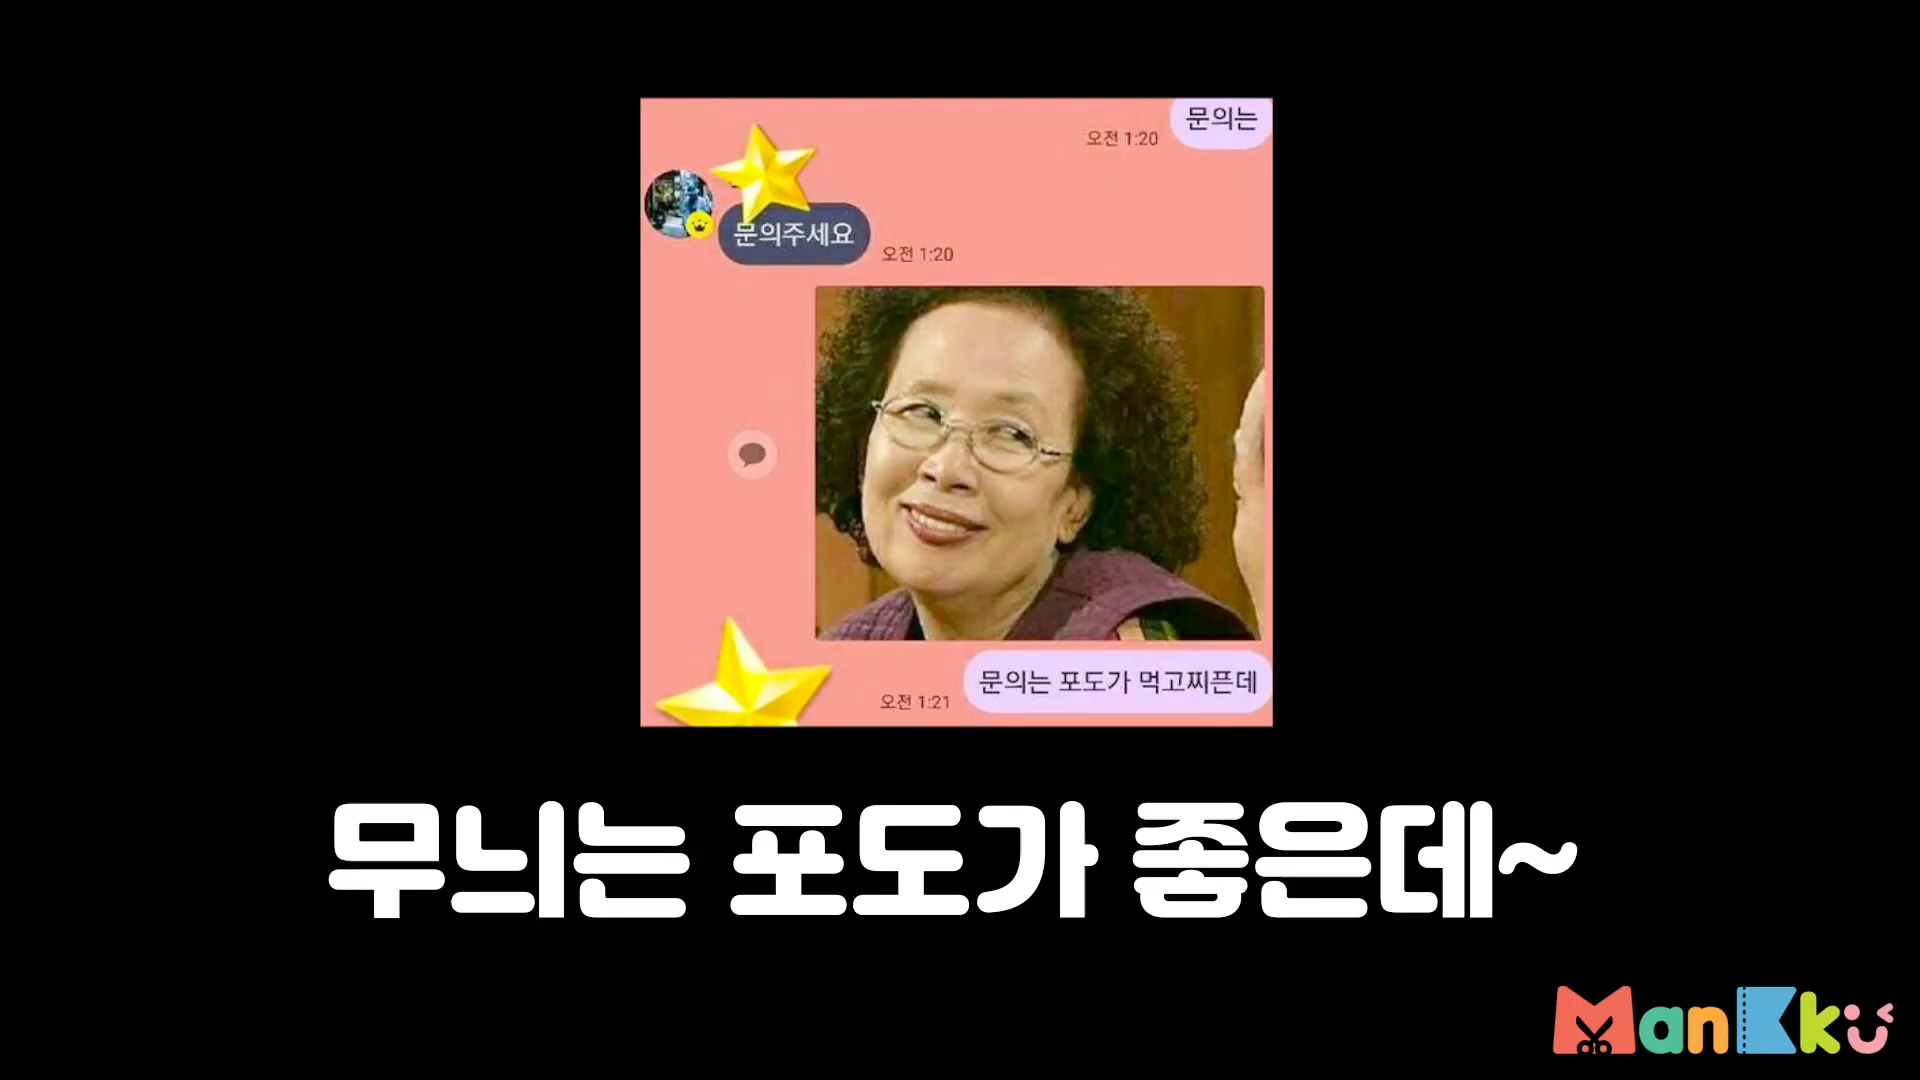 문의는
오전 1:20
문의주세요
오전 1:20
문의는 포도가 먹고찌픈데
오전 1:21
무늬는 포도가 좋은데~
ManKku